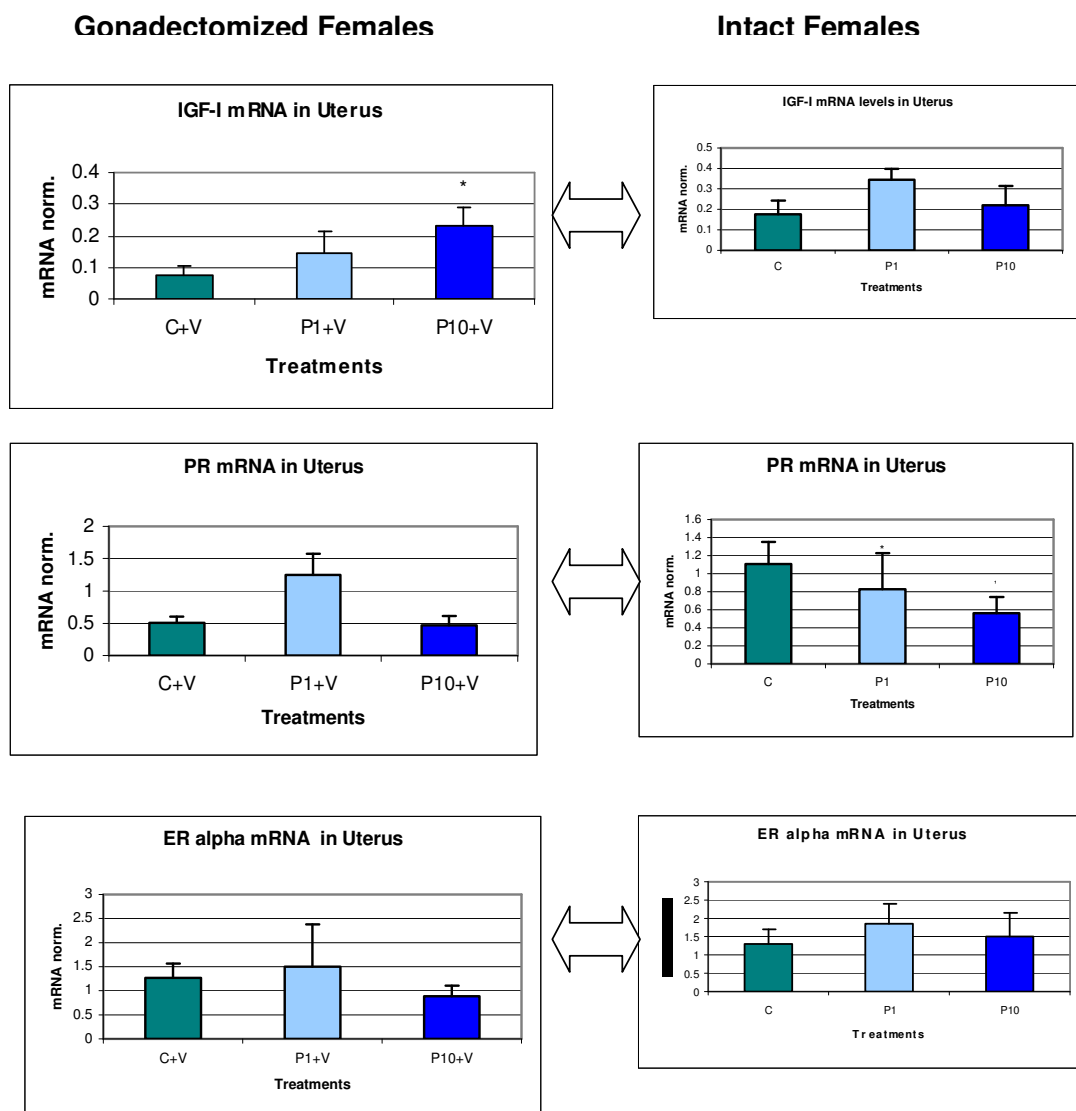 Gonadectomized Females
Intact Females
IGF-I mRNA in Uterus
0.4
0.3
0.2
0.1
0
mRNA norm.
*
C+V P1+V P10+V
Treatments
IGF-I mRNA levels in Uterus
0.5
0.4
0.3
0.2
0.1
0
mRNA norm.
C P1 P10
Treatments
PR mRNA in Uterus
2
1.5
1
0.5
0
mRNA norm.
C+V P1+V P10+V
Treatments
PR mRNA in Uterus
1.6
1.4
1.2
1
0.8
0.6
0.4
0.2
0
mRNA norm.
*
C P1 P10
Treatments
ER alpha mRNA in Uterus
3
2.5
2
1.5
1
0.5
0
mRNA norm.
C+V P1+V P10+V
Treatments
ER alpha mRNA in Uterus
3
2.5
2
1.5
1
0.5
0
C P1 P10
Treatments